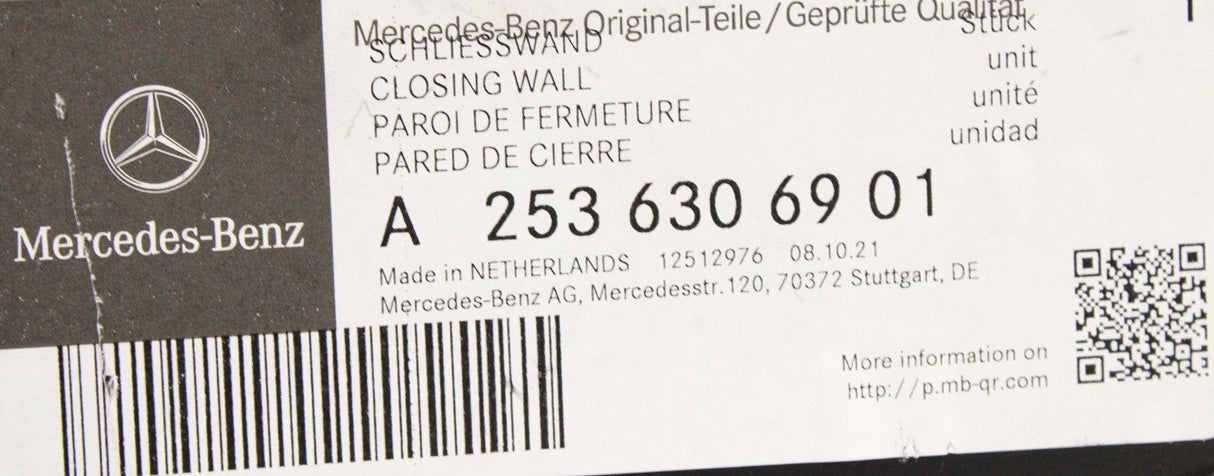 Mercedes-Benz Original-Teile / Geprüfte Qualität
SCHLIESSWAND Stück
CLOSING WALL unit
PAROI DE FERMETURE unité
PARED DE CIERRE unidad
A 253 630 69 01
Mercedes-Benz
Made in NETHERLANDS 12512976 08.10.21
Mercedes-Benz AG, Mercedesstr. 120, 70372 Stuttgart, DE
More information on
http://p.mb-qr.com